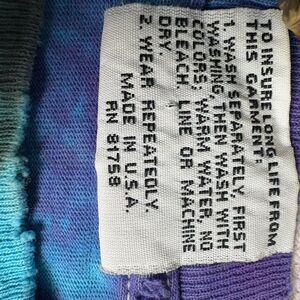 TO INSURE LONG LIFE FROM
THIS GARMENT:
1. WASH SEPARATELY, FIRST
WASHING, THEN WASH WITH
COLORS; WARM WATER, NO
BLEACH. LINE OR MACHINE
DRY.
2. WEAR REPEATEDLY.
MADE IN U.S.A.
RN 81758